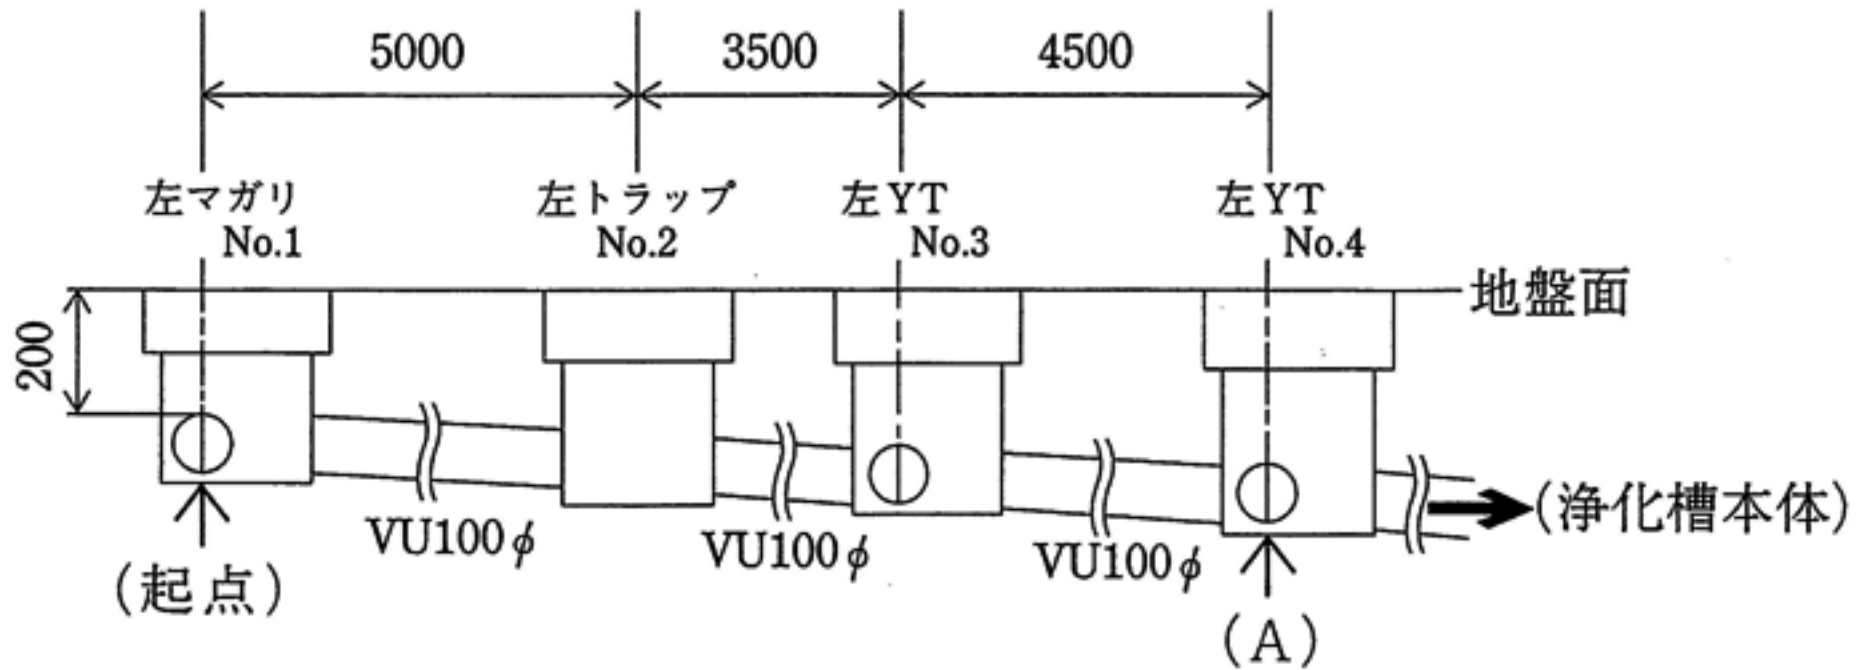 5000
3500
4500
左マガリ
No.1
左トラップ
No.2
左YT
No.3
左YT
No.4
地盤面
200
VU100φ
VU100φ
VU100φ
(浄化槽本体)
(起点)
(A)